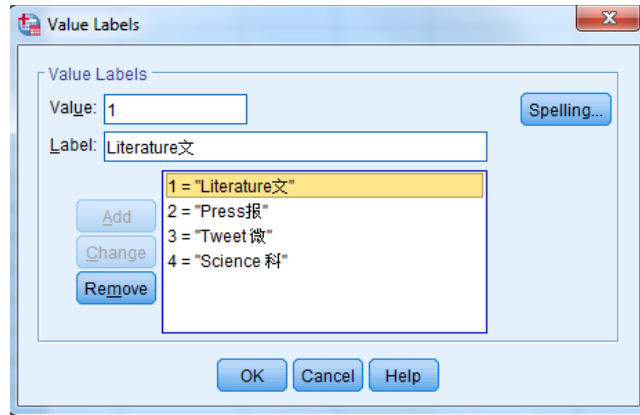 Value Labels
Value Labels
Value: 1
Spelling...
Label: Literature文
1 = "Literature文"
Add
2 = "Press报"
3 = "Tweet 微"
Change
4 = "Science 科"
Remove
OK Cancel Help